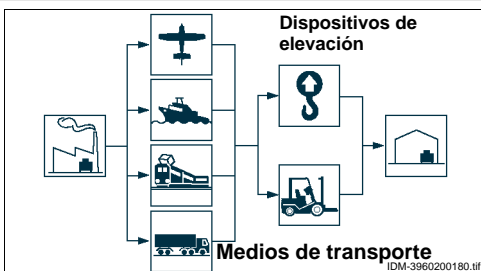 Dispositivos de
elevación
Medios de transporte
IDM-3960200180.tif